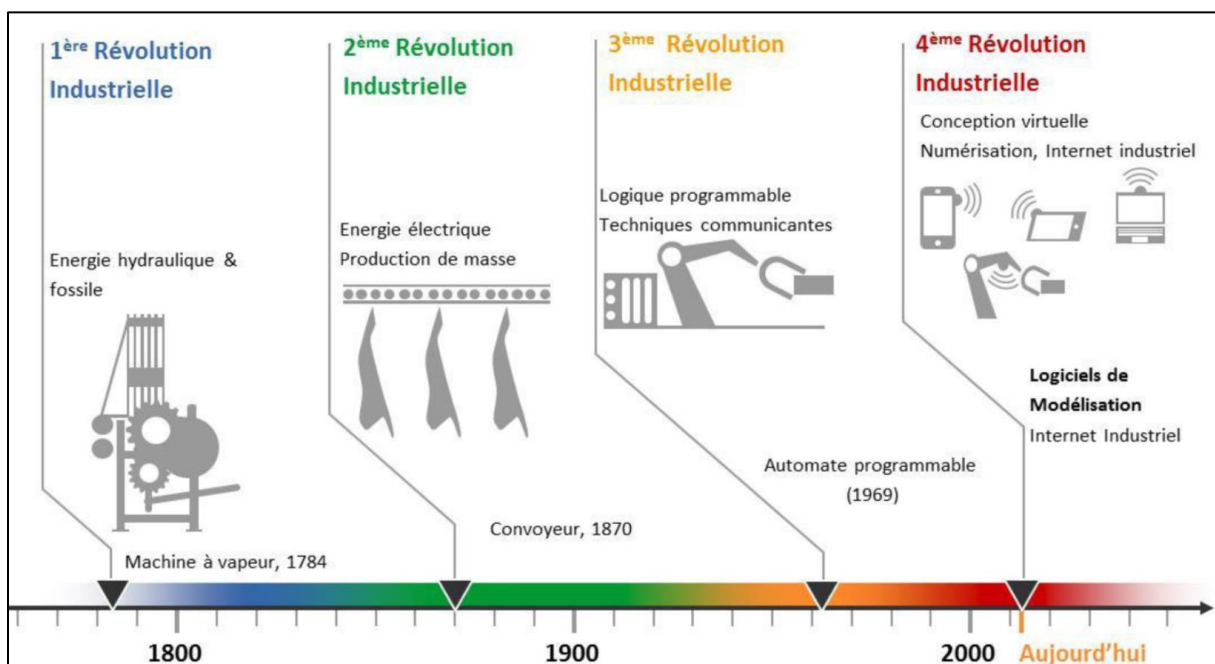 1ère Révolution
Industrielle
Energie hydraulique &
fossile
Machine à vapeur, 1784
2ème Révolution
Industrielle
Energie électrique
Production de masse
Convoyeur, 1870
3ème Révolution
Industrielle
Logique programmable
Techniques communicantes
Automate programmable
(1969)
4ème Révolution
Industrielle
Conception virtuelle
Numérisation, Internet industriel
Logiciels de
Modélisation
Internet Industriel
1800
1900
2000
Aujourd’hui